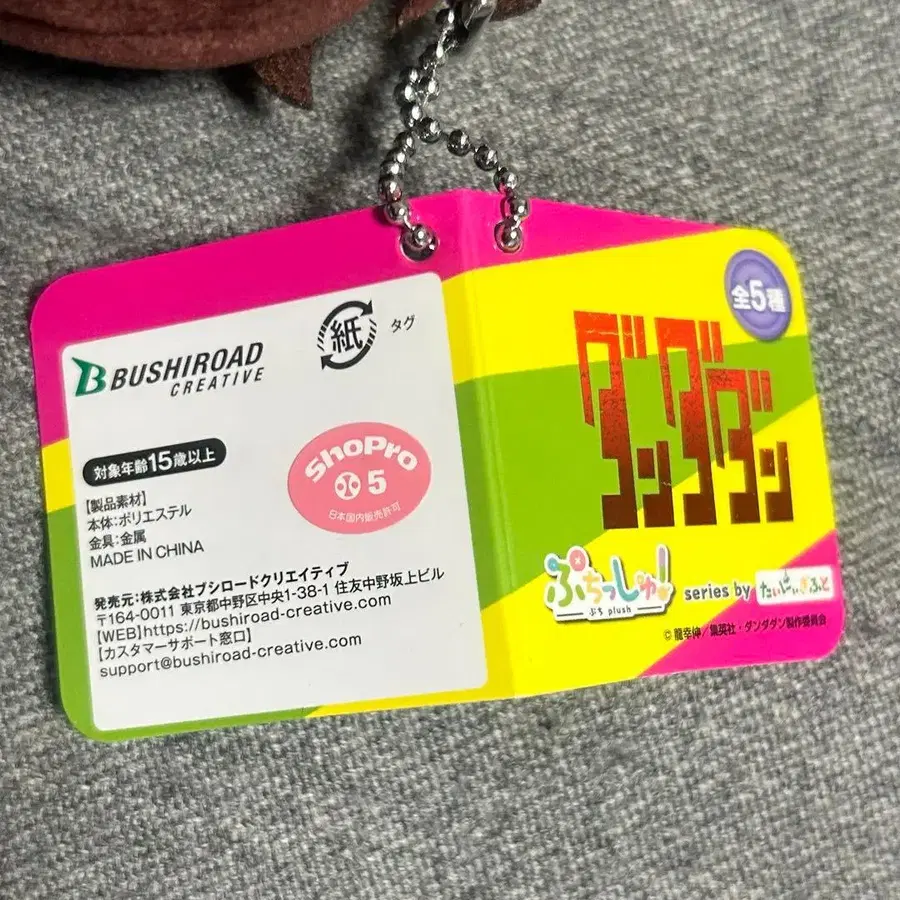 BUSHIROAD
CREATIVE
紙
タグ
対象年齢15歳以上
ShoPro
5
日本国内販売許可
【製品素材】
本体:ポリエステル
金具:金属
MADE IN CHINA
発売元:株式会社ブシロードクリエイティブ
〒164-0011 東京都中野区中央1-38-1 住友中野坂上ビル
【WEB】https://bushiroad-creative.com
【カスタマーサポート窓口】
support@bushiroad-creative.com
全5種
ダンダダン
ぷちっしゅ!
ぷち plush
series by たいにぃぎふと
©龍幸伸/集英社・ダンダダン製作委員会